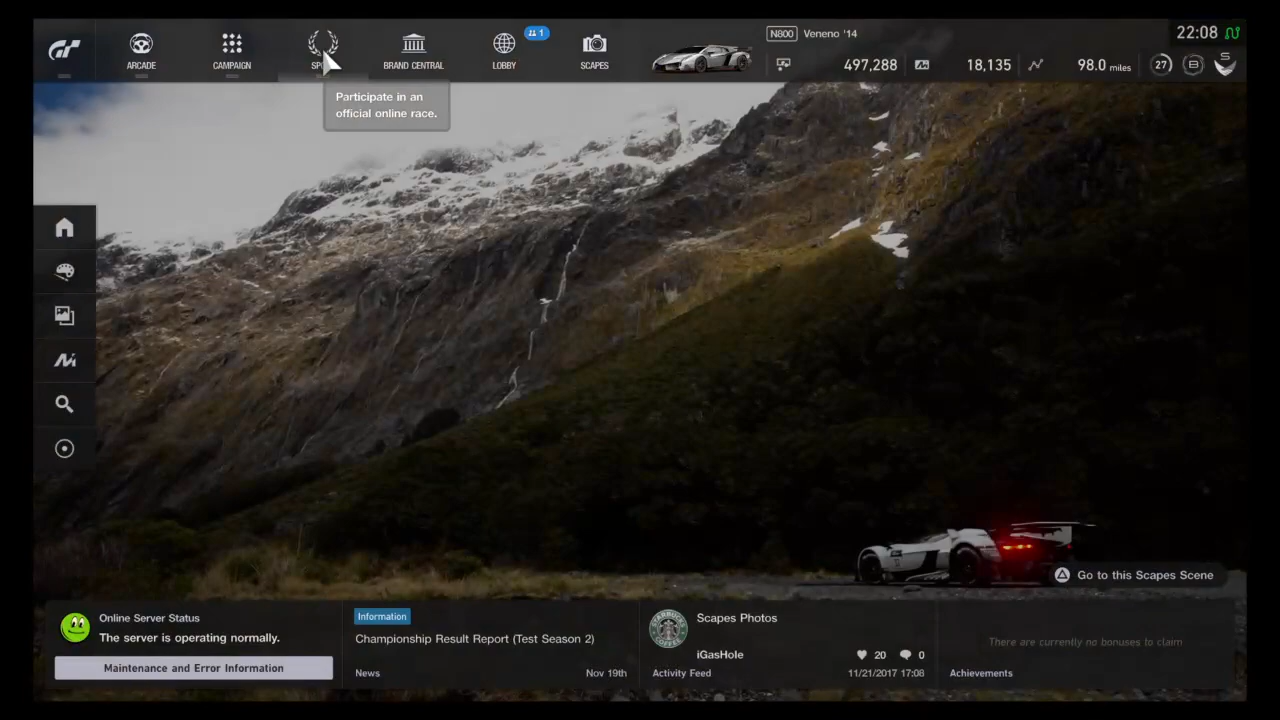 N800 Veneno '14
22:08
ARCADE
CAMPAIGN
BRAND CENTRAL
LOBBY
1
SCAPES
497,288
18,135
98.0 miles
27
B
S
Participate in an
official online race.
Go to this Scapes Scene
Online Server Status
The server is operating normally.
Maintenance and Error Information
Information
Championship Result Report (Test Season 2)
News
Nov 19th
Scapes Photos
iGasHole
20
0
Activity Feed
11/21/2017 17:08
There are currently no bonuses to claim
Achievements